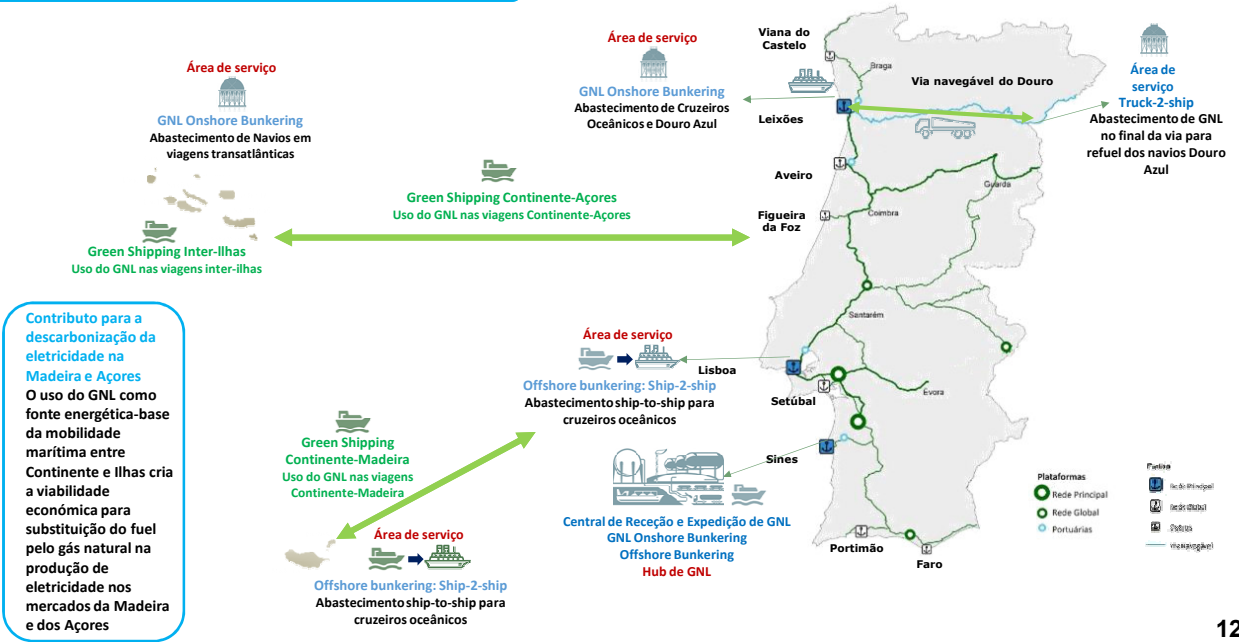 Área de serviço
GNL Onshore Bunkering
Abastecimento de Navios em
viagens transatlânticas
Green Shipping Inter-Ilhas
Uso do GNL nas viagens inter-ilhas
Green Shipping Continente-Açores
Uso do GNL nas viagens Continente-Açores
Área de serviço
GNL Onshore Bunkering
Abastecimento de Cruzeiros
Oceânicos e Douro Azul
Viana do
Castelo
Braga
Via navegável do Douro
Leixões
Área de
serviço
Truck-2-ship
Abastecimento de GNL
no final da via para
refuel dos navios Douro
Azul
Aveiro
Guarda
Figueira
da Foz
Coimbra
Santarém
Contributo para a
descarbonização da
eletricidade na
Madeira e Açores
O uso do GNL como
fonte energética-base
da mobilidade
marítima entre
Continente e Ilhas cria
a viabilidade
económica para
substituição do fuel
pelo gás natural na
produção de
eletricidade nos
mercados da Madeira
e dos Açores
Área de serviço
Lisboa
Offshore bunkering: Ship-2-ship
Abastecimento ship-to-ship para
cruzeiros oceânicos
Setúbal
Évora
Green Shipping
Continente-Madeira
Uso do GNL nas viagens
Continente-Madeira
Sines
Central de Receção e Expedição de GNL
GNL Onshore Bunkering
Offshore Bunkering
Hub de GNL
Área de serviço
Offshore bunkering: Ship-2-ship
Abastecimento ship-to-ship para
cruzeiros oceânicos
Portimão
Faro
Plataformas
Rede Principal
Rede Global
Portuárias
12